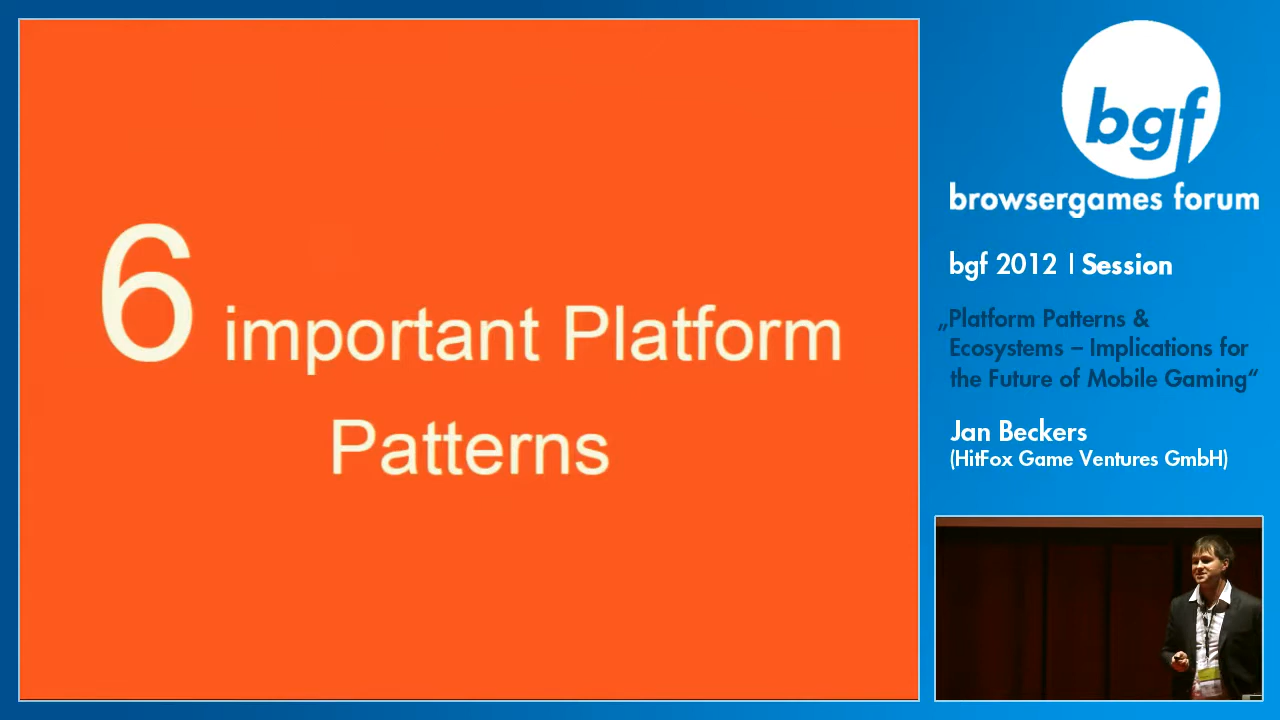 6 important Platform
Patterns
bgf
browsergames forum
bgf 2012 | Session
„Platform Patterns &
Ecosystems – Implications for
the Future of Mobile Gaming“
Jan Beckers
(HitFox Game Ventures GmbH)